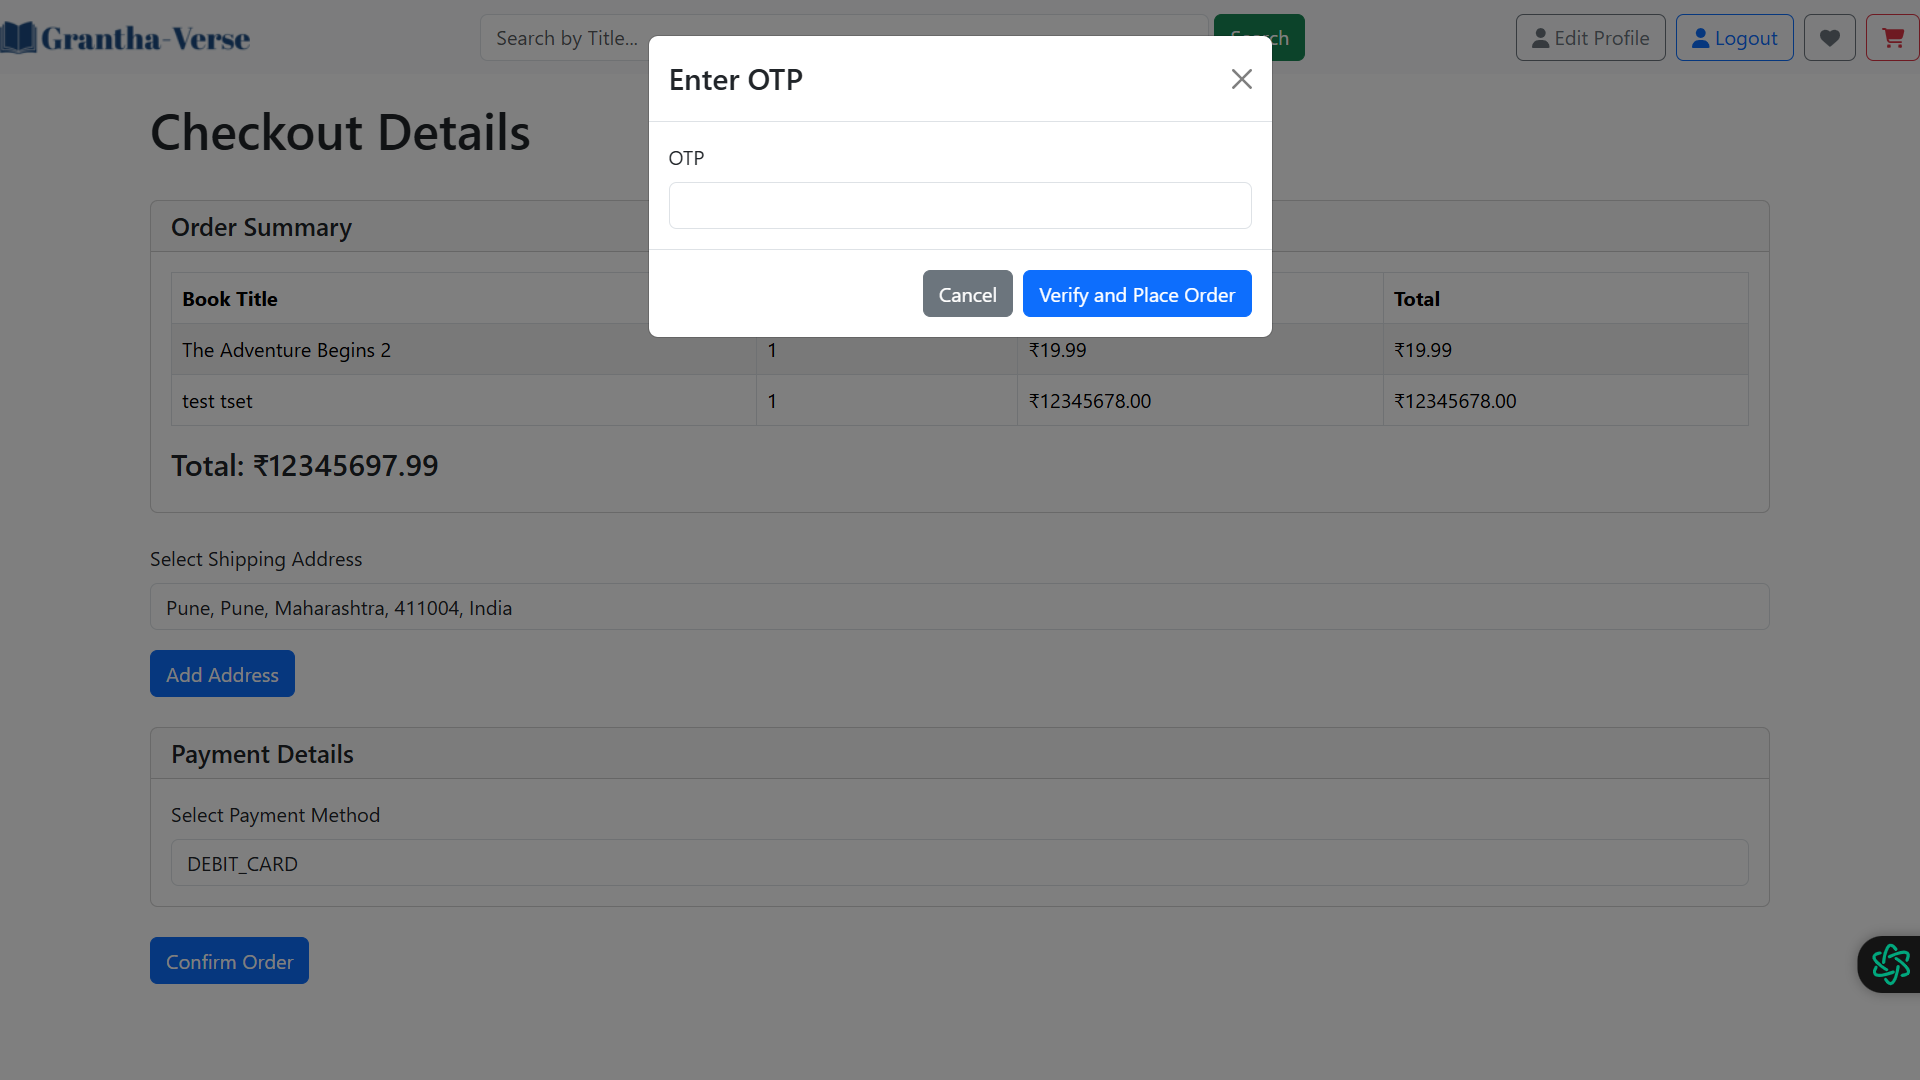 Grantha-Verse
Search by Title...
Edit Profile
Logout
Enter OTP
OTP
Cancel
Verify and Place Order
Checkout Details
Order Summary
Book Title Total
The Adventure Begins 2 1 ₹19.99 ₹19.99
test tset 1 ₹12345678.00 ₹12345678.00
Total: ₹12345697.99
Select Shipping Address
Pune, Pune, Maharashtra, 411004, India
Add Address
Payment Details
Select Payment Method
DEBIT_CARD
Confirm Order